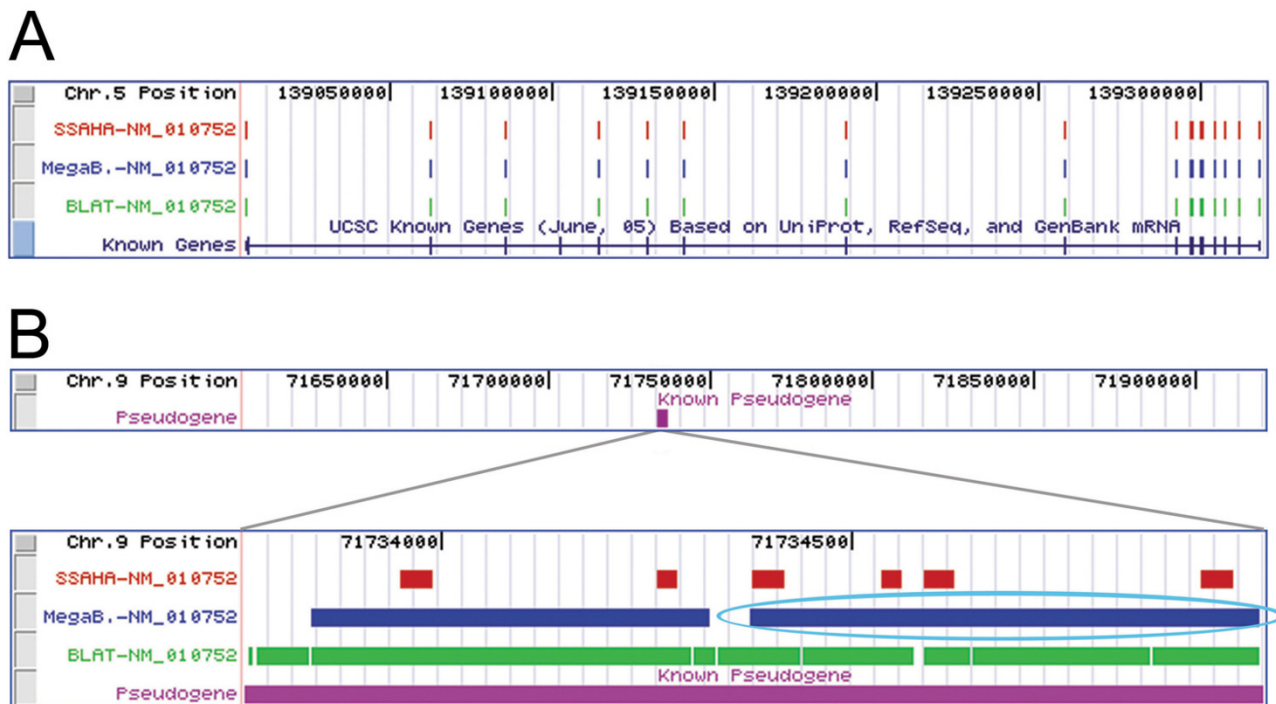 A
Chr.5 Position 139050000| 139100000| 139150000| 139200000| 139250000| 139300000|
SSAHA-NM_010752
MegaB.-NM_010752
BLAT-NM_010752
UCSC Known Genes (June, 05) Based on UniProt, RefSeq, and GenBank mRNA
Known Genes
B
Chr.9 Position 71650000| 71700000| 71750000| 71800000| 71850000| 71900000|
Known Pseudogene
Pseudogene
Chr.9 Position 71734000| 71734500|
SSAHA-NM_010752
MegaB.-NM_010752
BLAT-NM_010752
Known Pseudogene
Pseudogene